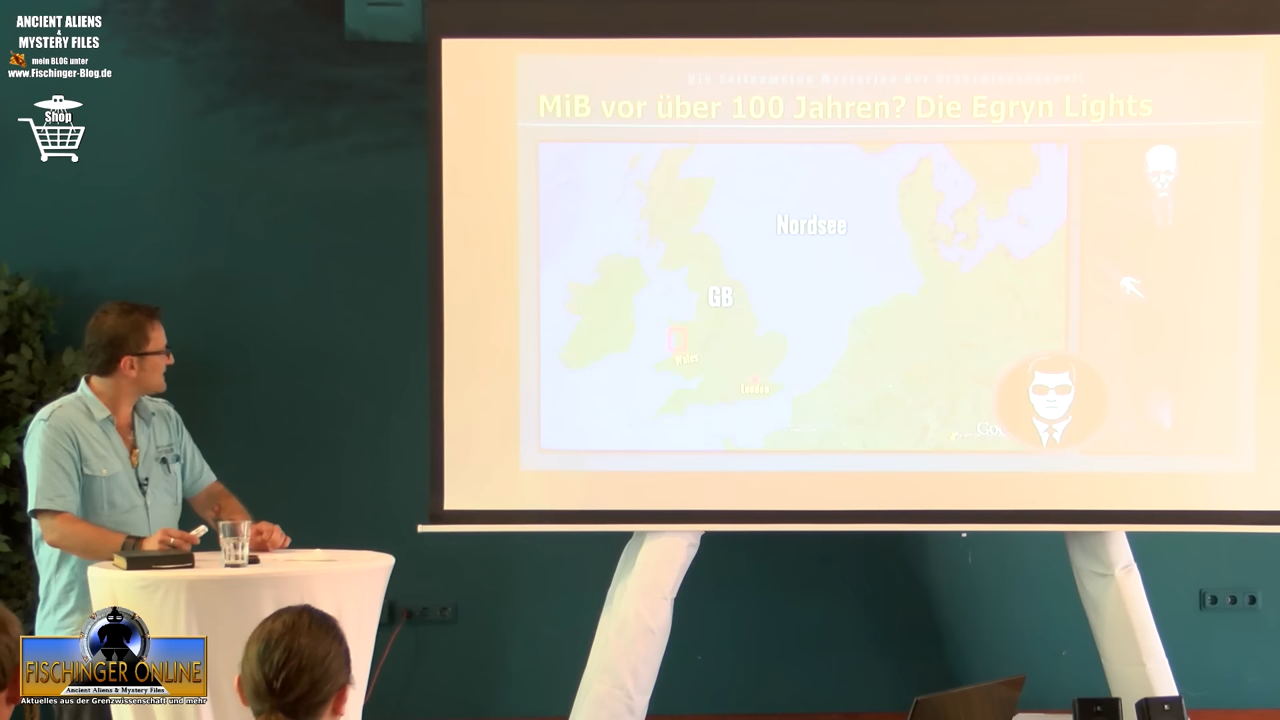 ANCIENT ALIENS
&
MYSTERY FILES
mein BLOG unter
www.Fischinger-Blog.de
Shop
MiB vor über 100 Jahren? Die Egryn Lights
Nordsee
GB
Wales
London
FISCHINGER ONLINE
Ancient Aliens & Mystery Files
Aktuelles aus der Grenzwissenschaft und mehr